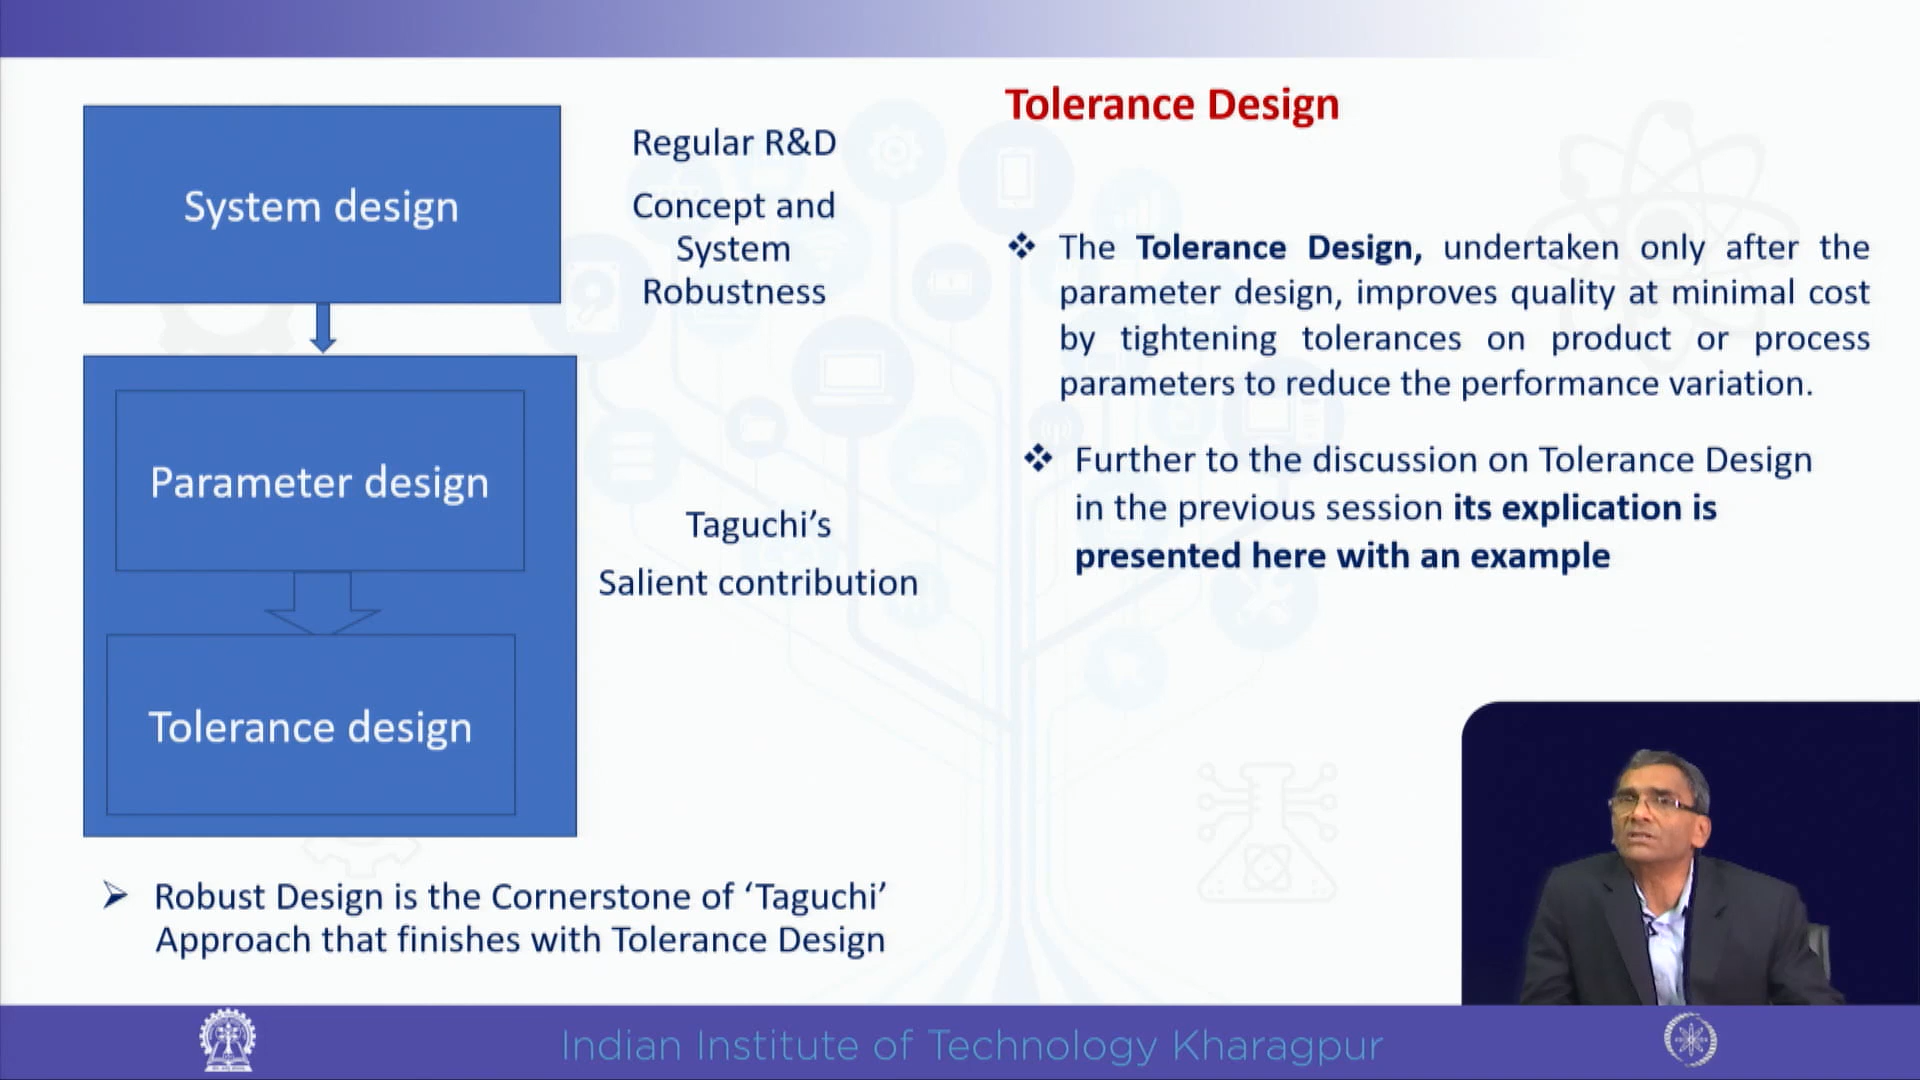 System design
Regular R&D
Concept and
System
Robustness
Parameter design
Taguchi’s
Salient contribution
Tolerance design
➢ Robust Design is the Cornerstone of ‘Taguchi’
Approach that finishes with Tolerance Design
Tolerance Design
❖ The Tolerance Design, undertaken only after the
parameter design, improves quality at minimal cost
by tightening tolerances on product or process
parameters to reduce the performance variation.
❖ Further to the discussion on Tolerance Design
in the previous session its explication is
presented here with an example
Indian Institute of Technology Kharagpur